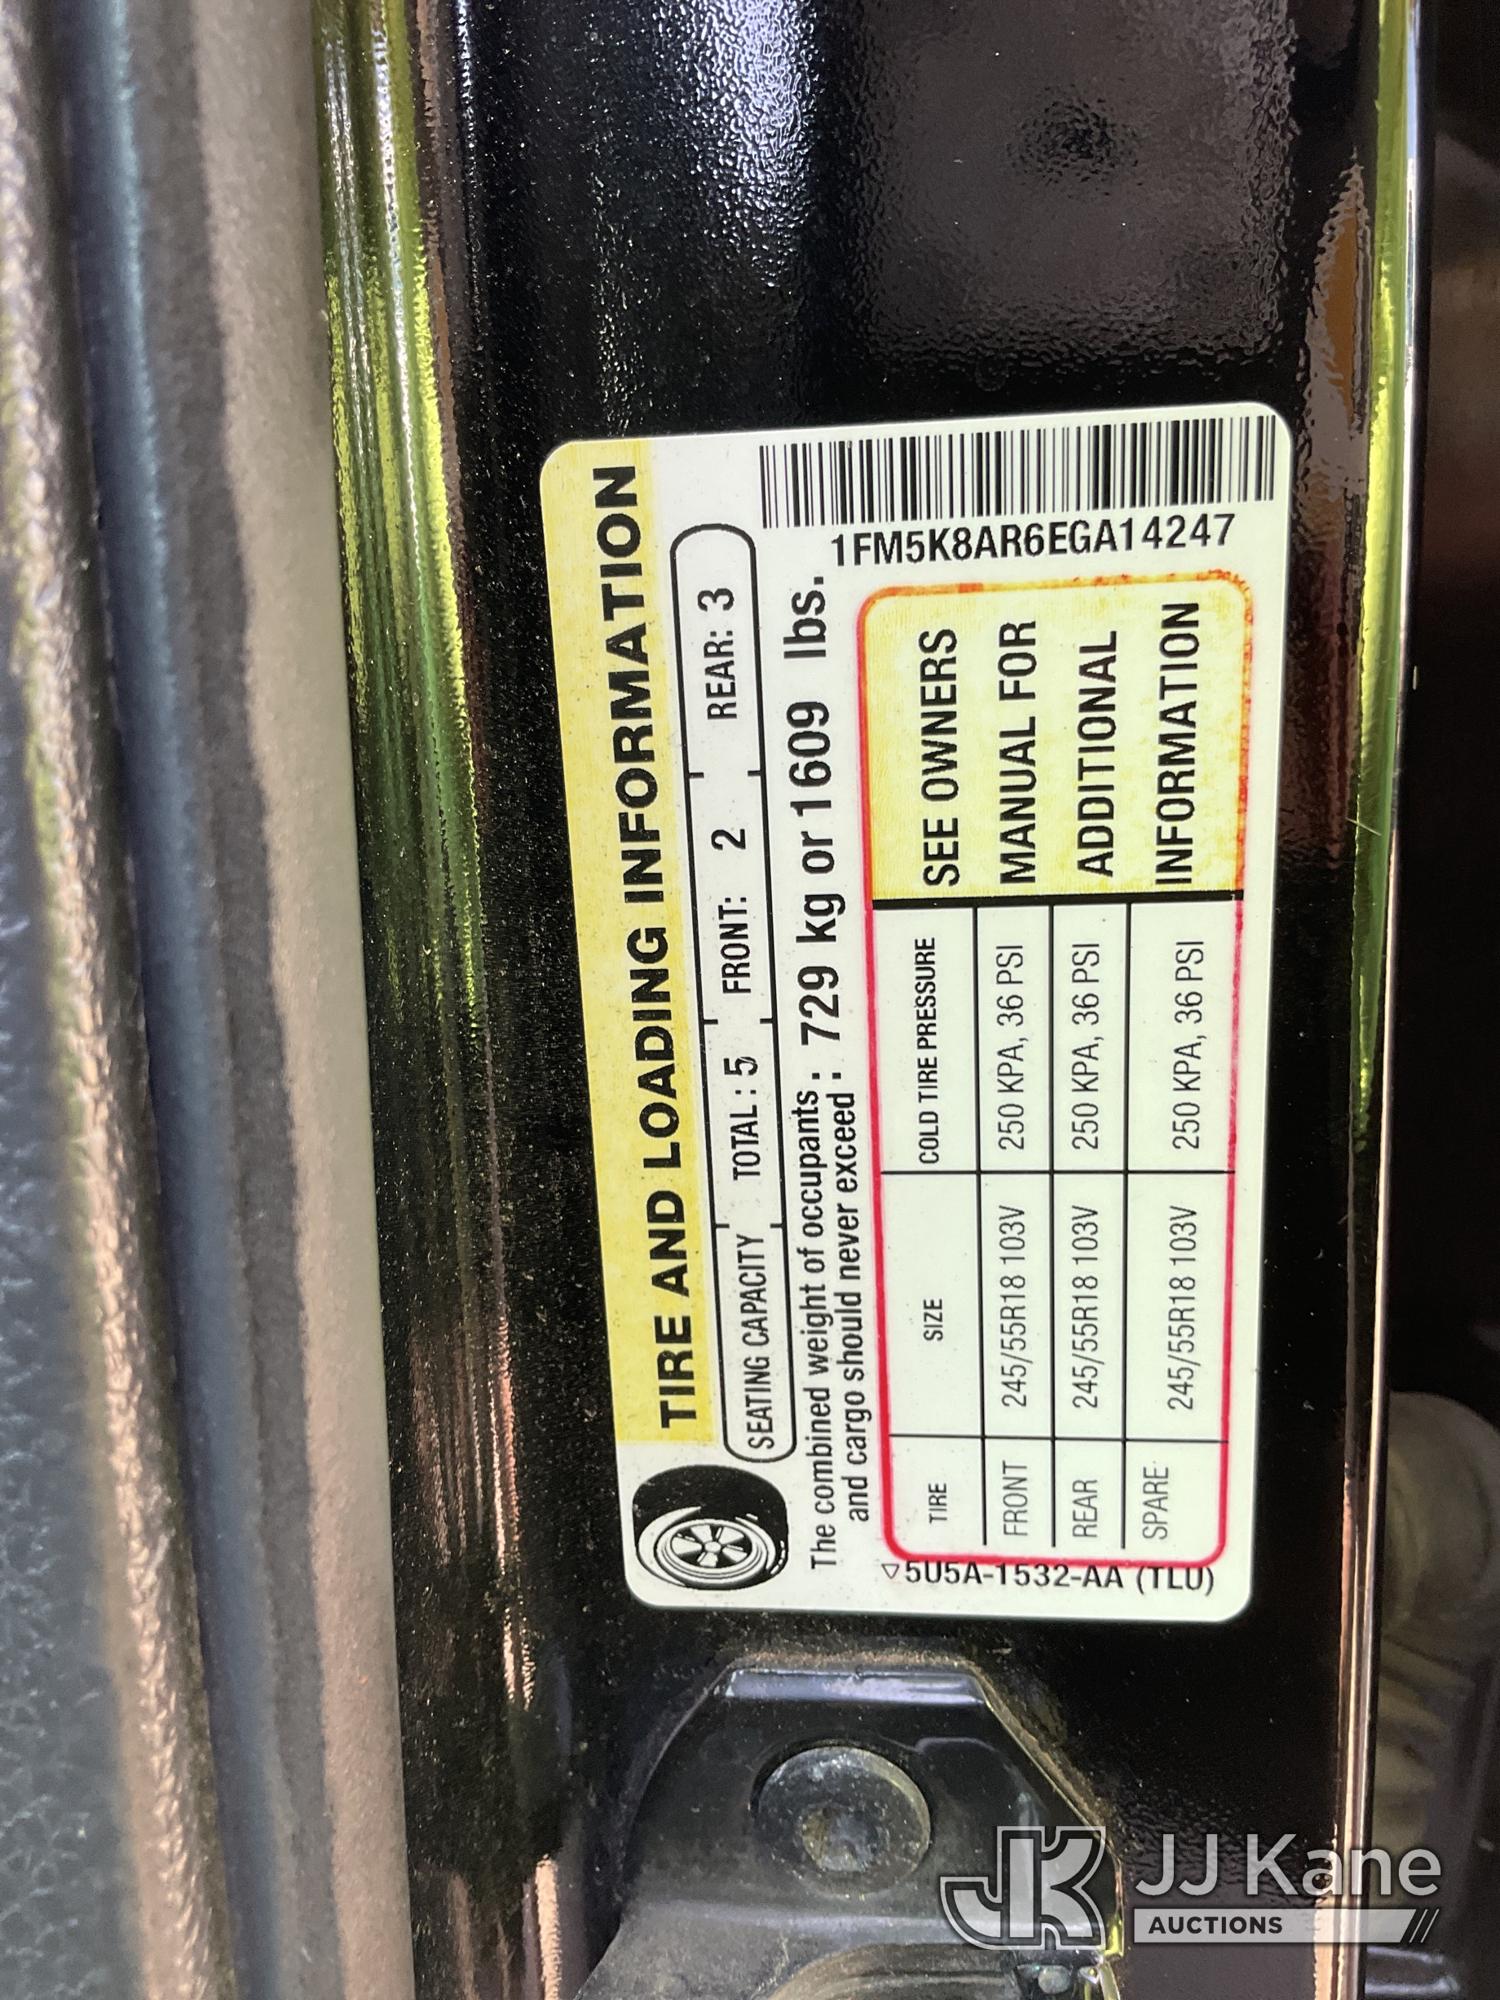 TIRE AND LOADING INFORMATION
SEATING CAPACITY TOTAL : 5 FRONT: 2 REAR: 3
The combined weight of occupants : 729 kg or 1609 lbs.
and cargo should never exceed :
1FM5K8AR6EGA14247
TIRE SIZE COLD TIRE PRESSURE
FRONT 245/55R18 103V 250 KPA, 36 PSI
REAR 245/55R18 103V 250 KPA, 36 PSI
SPARE 245/55R18 103V 250 KPA, 36 PSI
SEE OWNERS
MANUAL FOR
ADDITIONAL
INFORMATION
5U5A-1532-AA (TLU)
JK JJ Kane
AUCTIONS